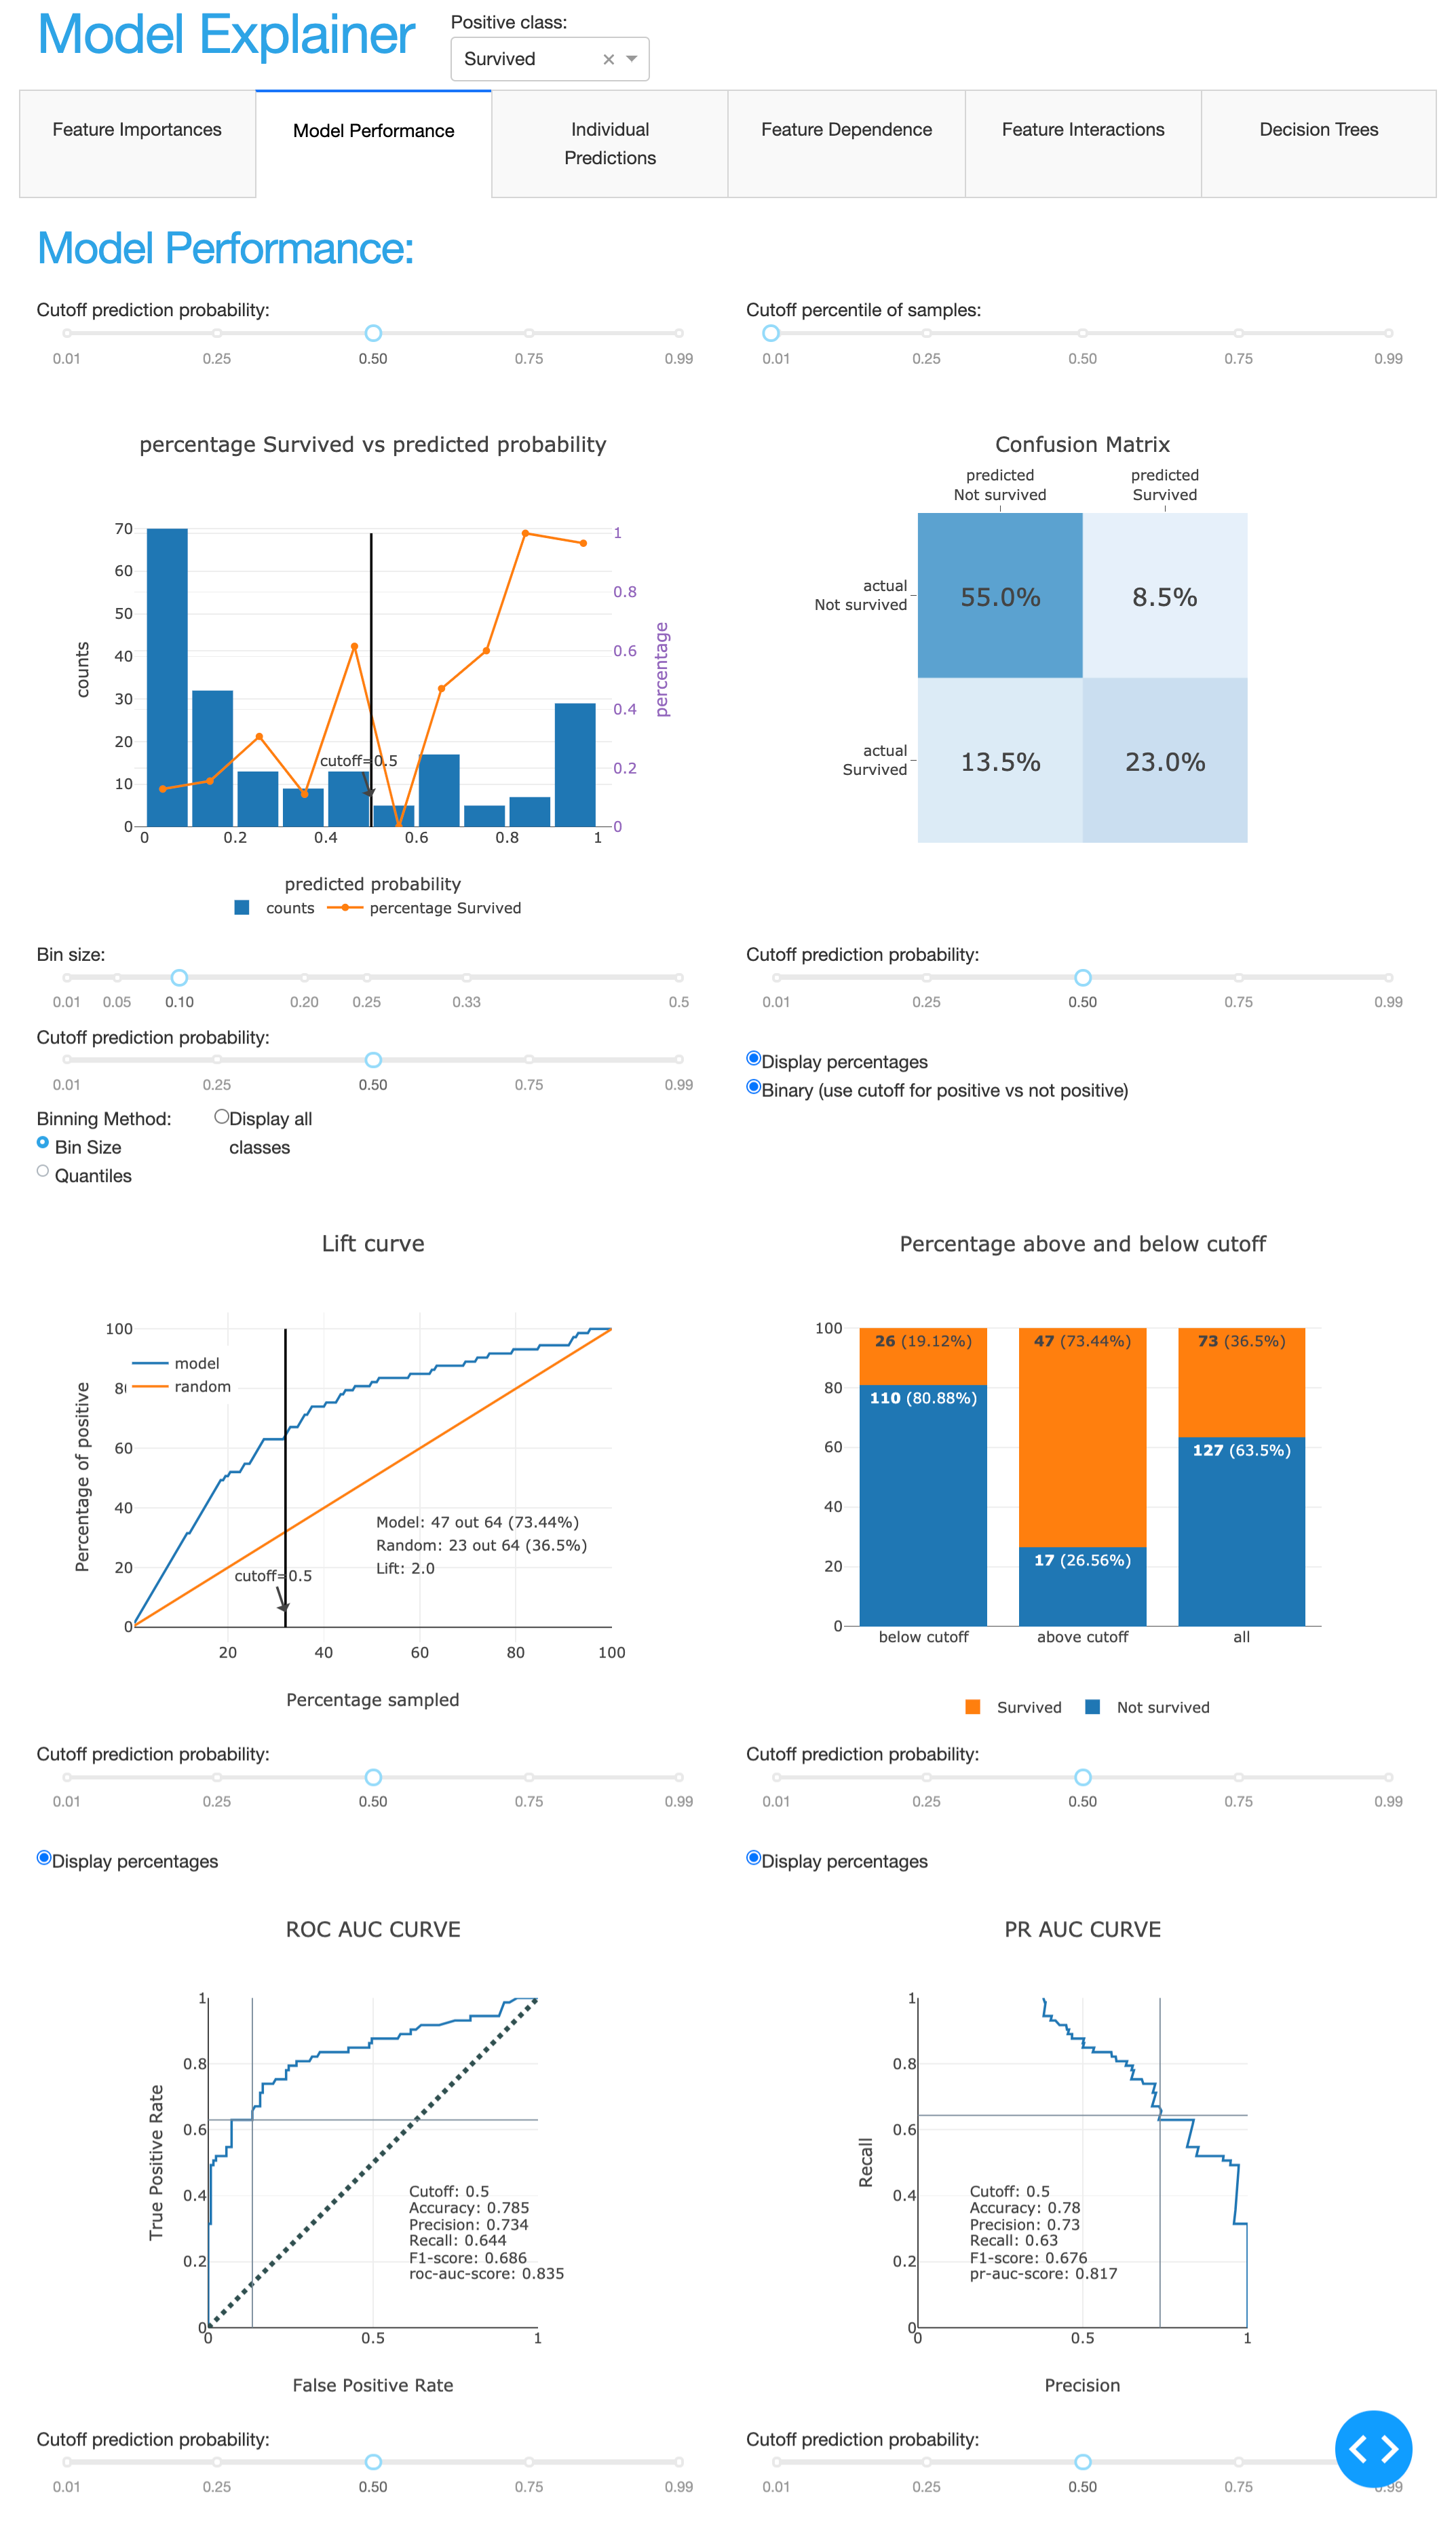 Model Explainer
Positive class:
Survived
Feature Importances
Model Performance
Individual
Predictions
Feature Dependence
Feature Interactions
Decision Trees
Model Performance:
Cutoff prediction probability:
0.01 0.25 0.50 0.75 0.99
Cutoff percentile of samples:
0.01 0.25 0.50 0.75 0.99
percentage Survived vs predicted probability
70
60
50
40
30
20
10
0
counts
1
0.8
0.6
0.4
0.2
0
percentage
cutoff=0.5
0 0.2 0.4 0.6 0.8 1
predicted probability
counts percentage Survived
Confusion Matrix
predicted
Not survived
predicted
Survived
actual
Not survived
55.0% 8.5%
actual
Survived
13.5% 23.0%
Bin size:
0.01 0.05 0.10 0.20 0.25 0.33 0.5
Cutoff prediction probability:
0.01 0.25 0.50 0.75 0.99
Binning Method:
Bin Size
Quantiles
Display all
classes
Cutoff prediction probability:
0.01 0.25 0.50 0.75 0.99
Display percentages
Binary (use cutoff for positive vs not positive)
Lift curve
100
80
60
40
20
0
Percentage of positive
model
random
Model: 47 out 64 (73.44%)
Random: 23 out 64 (36.5%)
Lift: 2.0
cutoff=0.5
20 40 60 80 100
Percentage sampled
Percentage above and below cutoff
100
80
60
40
20
0
26 (19.12%)
110 (80.88%)
47 (73.44%)
17 (26.56%)
73 (36.5%)
127 (63.5%)
below cutoff above cutoff all
Survived Not survived
Cutoff prediction probability:
0.01 0.25 0.50 0.75 0.99
Display percentages
Cutoff prediction probability:
0.01 0.25 0.50 0.75 0.99
Display percentages
ROC AUC CURVE
1
0.8
0.6
0.4
0.2
0
True Positive Rate
Cutoff: 0.5
Accuracy: 0.785
Precision: 0.734
Recall: 0.644
F1-score: 0.686
roc-auc-score: 0.835
0 0.5 1
False Positive Rate
PR AUC CURVE
1
0.8
0.6
0.4
0.2
0
Recall
Cutoff: 0.5
Accuracy: 0.78
Precision: 0.73
Recall: 0.63
F1-score: 0.676
pr-auc-score: 0.817
0 0.5 1
Precision
Cutoff prediction probability:
0.01 0.25 0.50 0.75 0.99
Cutoff prediction probability:
0.01 0.25 0.50 0.75 0.99